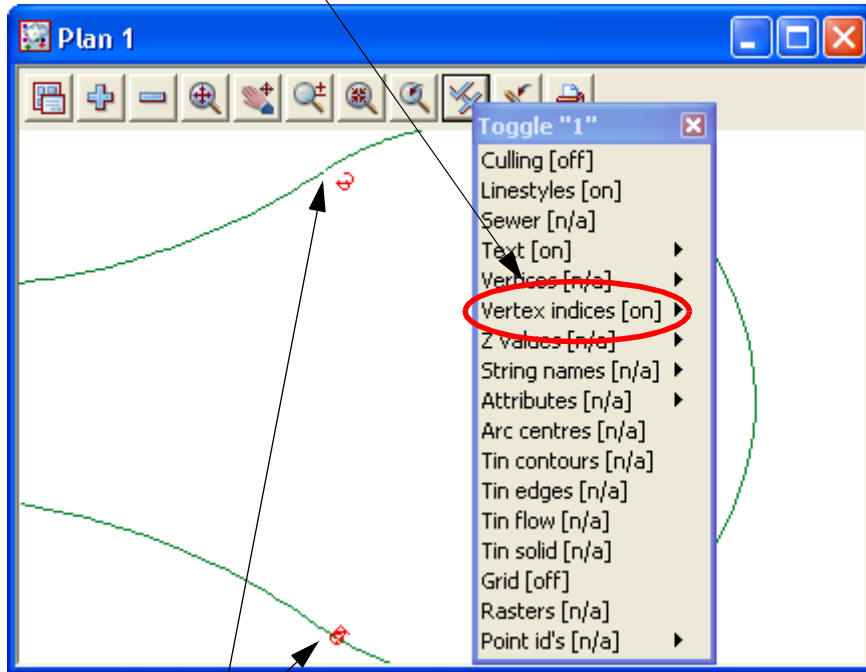 Plan 1
Toggle "1"
Culling [off]
Linestyles [on]
Sewer [n/a]
Text [on]
Vertices [n/a]
Vertex indices [on]
Z values [n/a]
String names [n/a]
Attributes [n/a]
Arc centres [n/a]
Tin contours [n/a]
Tin edges [n/a]
Tin flow [n/a]
Tin solid [n/a]
Grid [off]
Rasters [n/a]
Point id's [n/a]